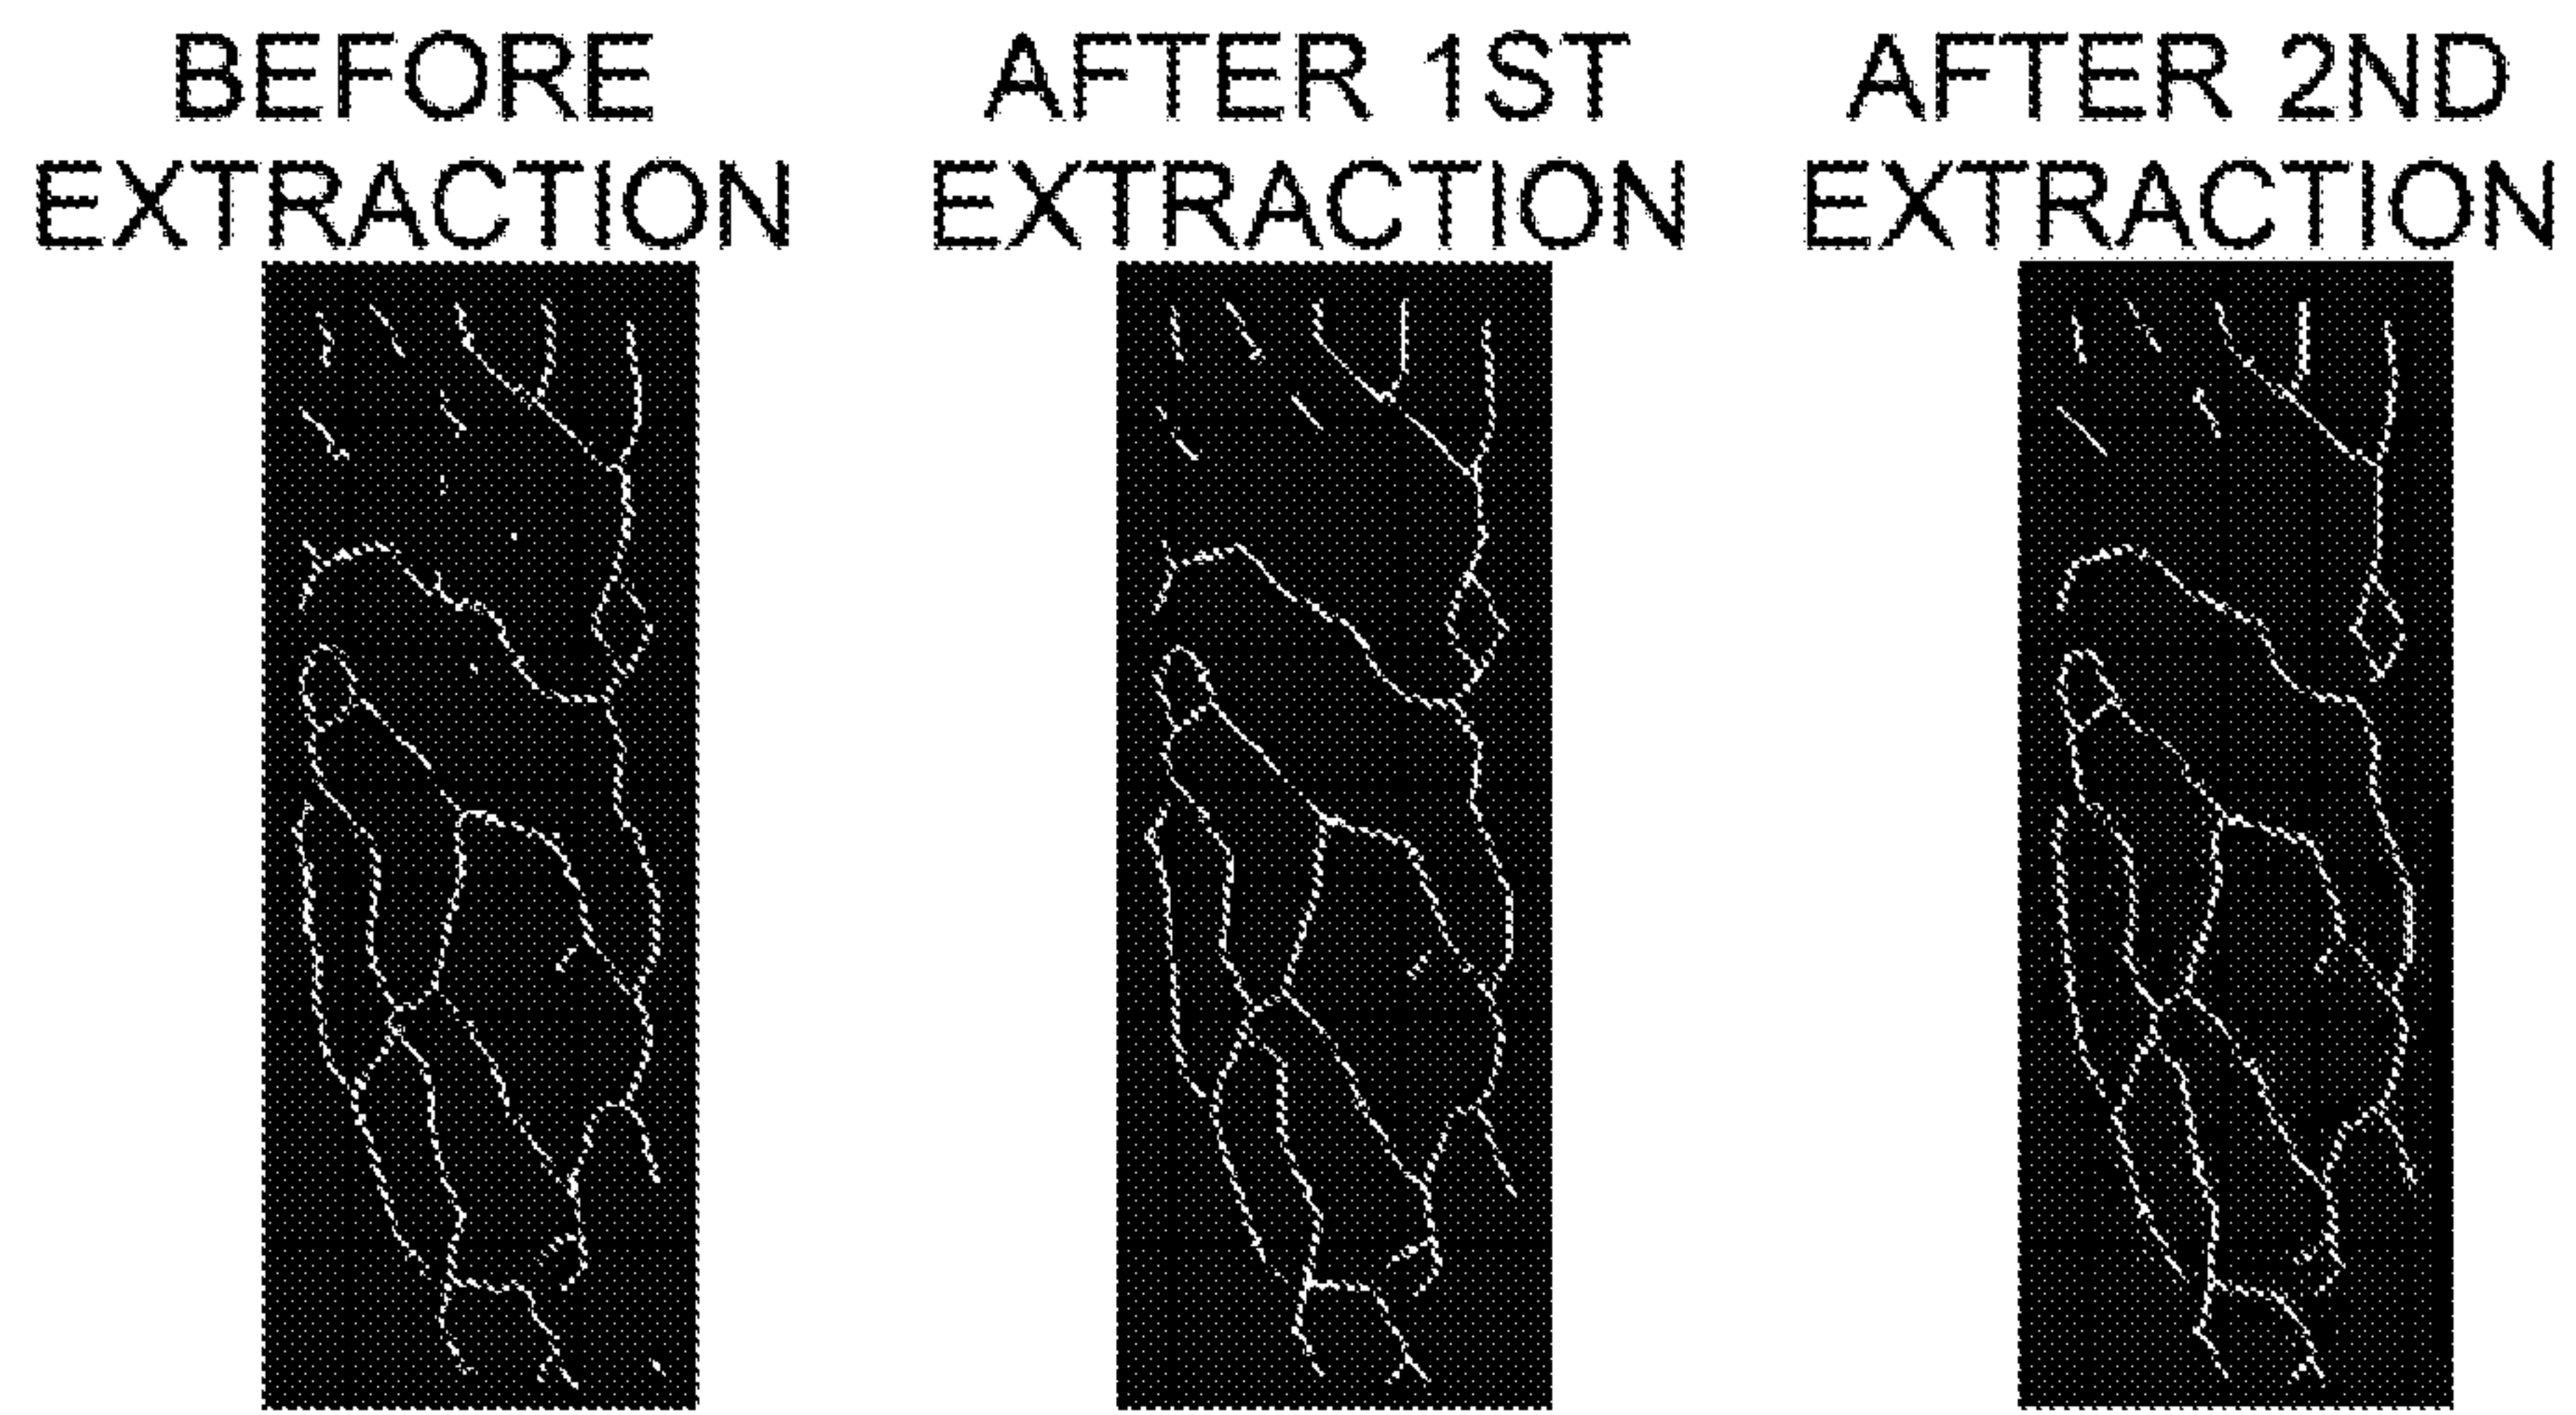 BEFORE
EXTRACTION
AFTER 1ST
EXTRACTION
AFTER 2ND
EXTRACTION